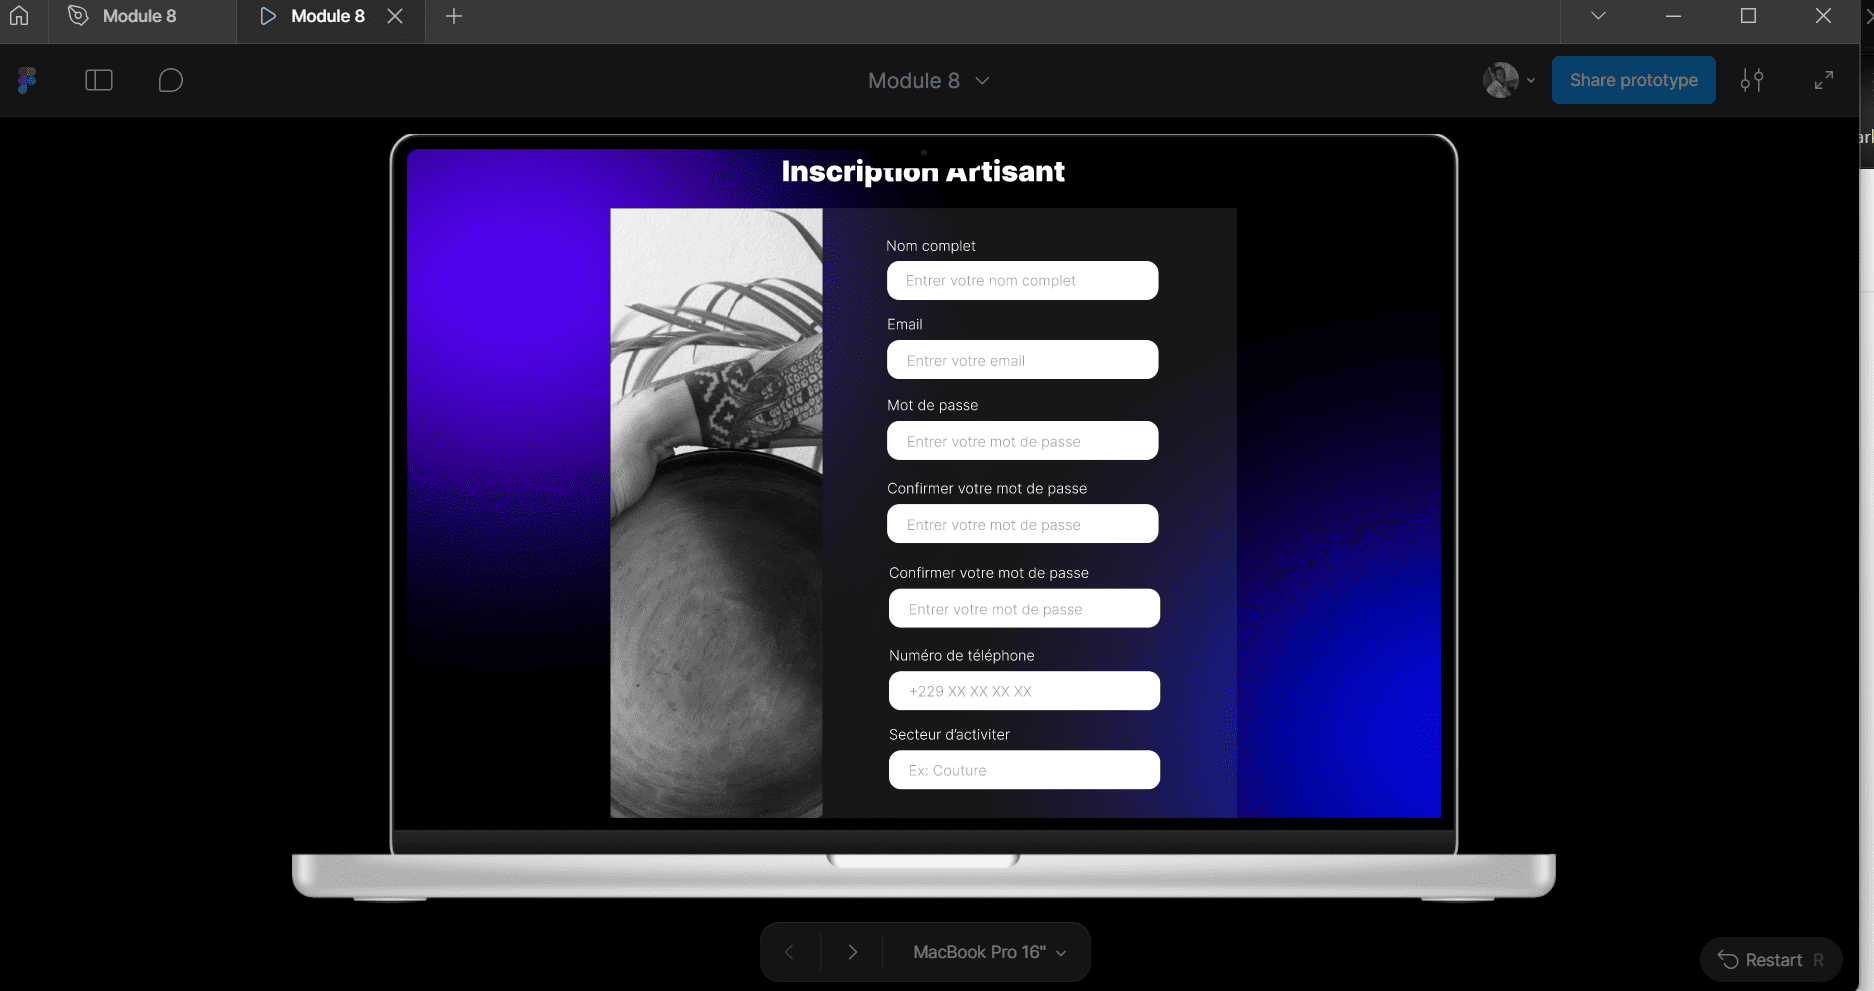 Module 8
Module 8
Module 8
Share prototype
Inscription Artisant
Nom complet
Entrer votre nom complet
Email
Entrer votre email
Mot de passe
Entrer votre mot de passe
Confirmer votre mot de passe
Entrer votre mot de passe
Confirmer votre mot de passe
Entrer votre mot de passe
Numéro de téléphone
+229 XX XX XX XX
Secteur d'activiter
Ex: Couture
MacBook Pro 16"
Restart R